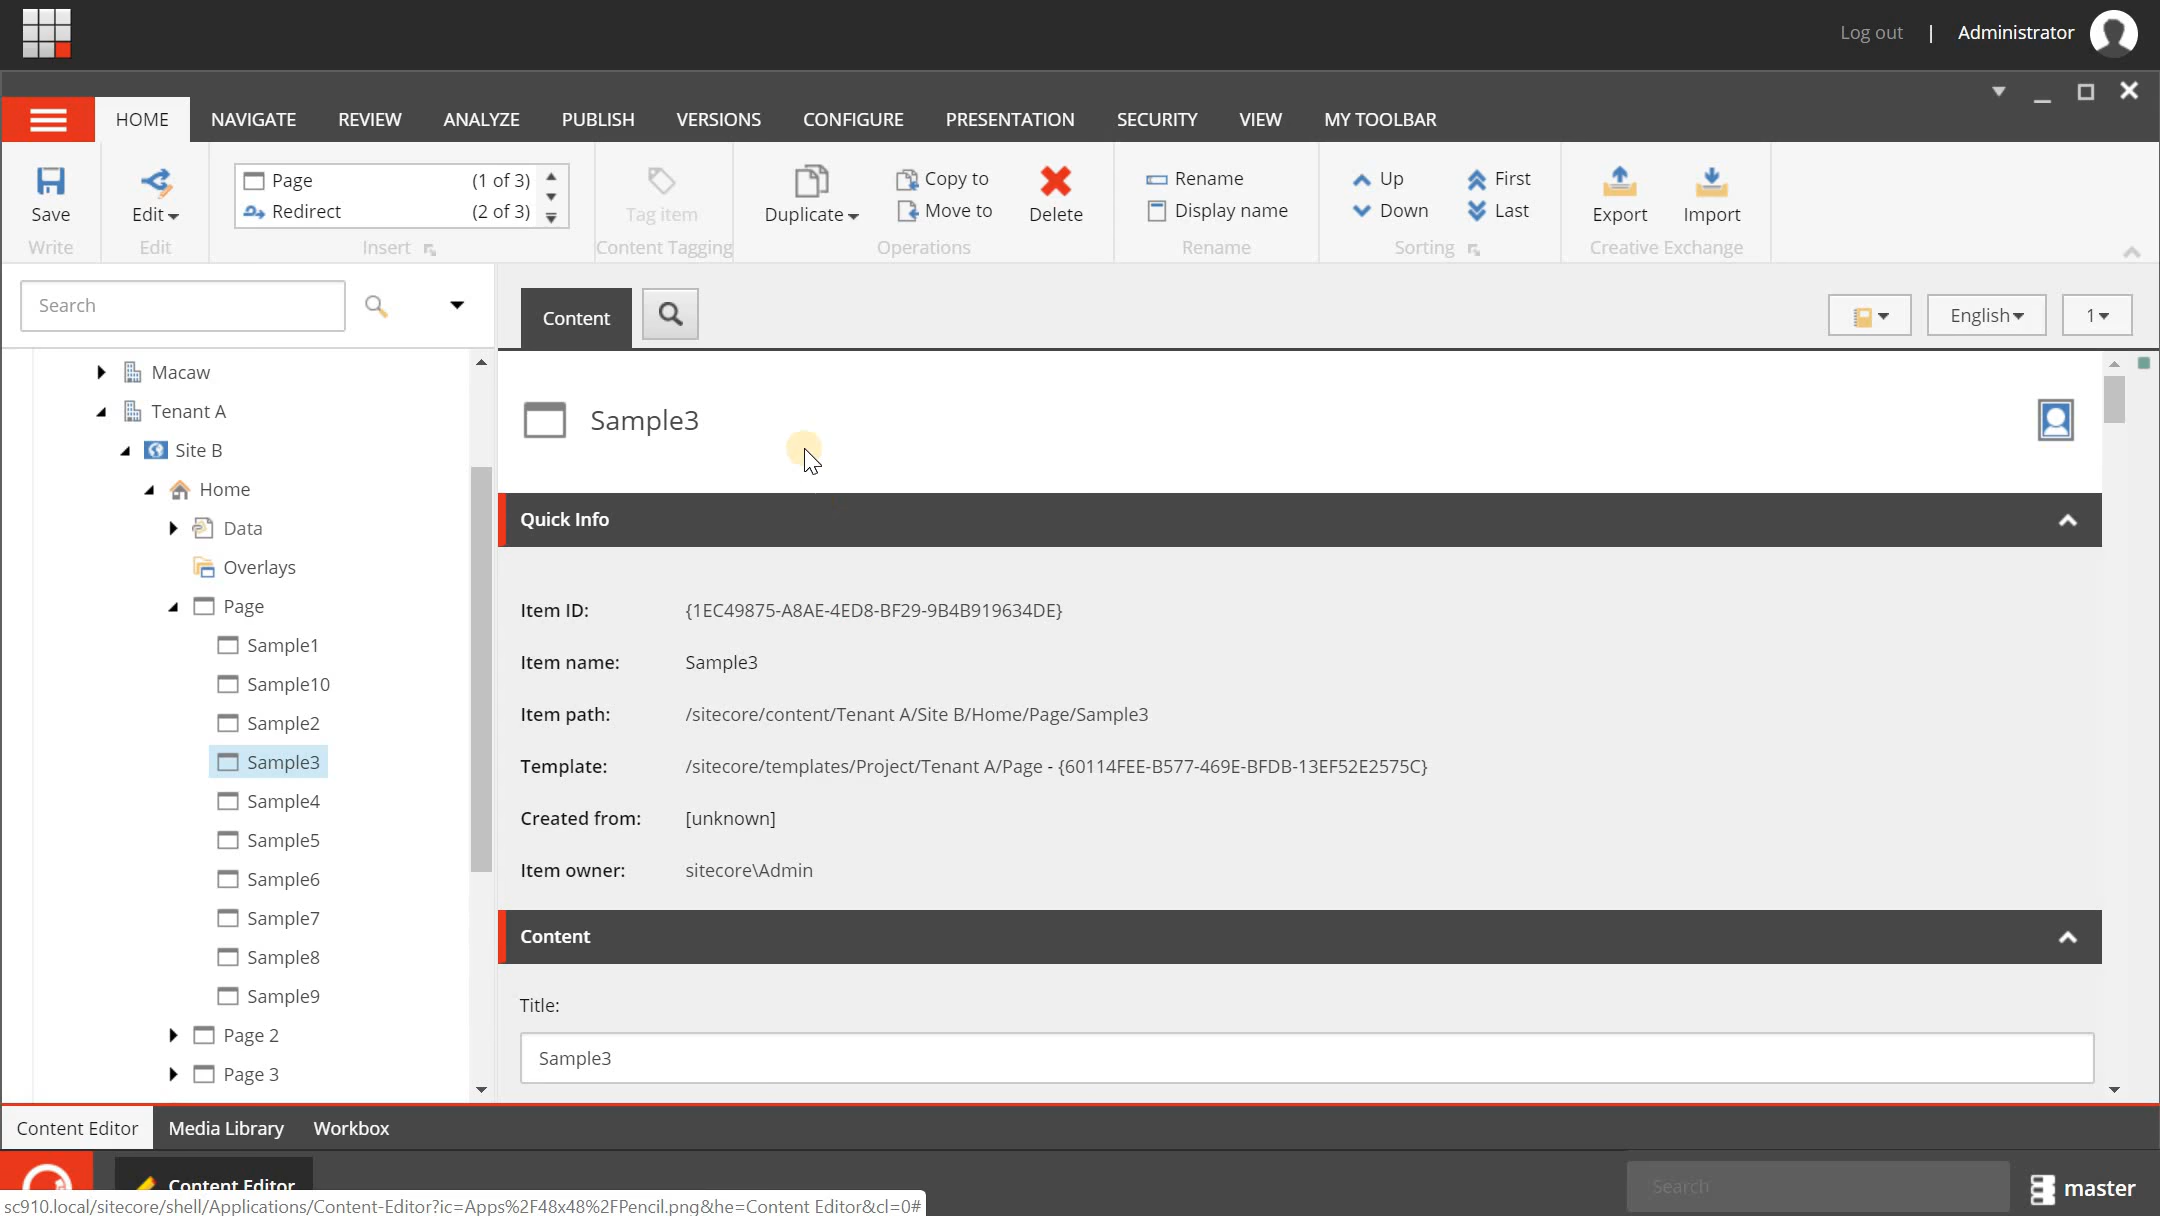 Log out | Administrator
HOME NAVIGATE REVIEW ANALYZE PUBLISH VERSIONS CONFIGURE PRESENTATION SECURITY VIEW MY TOOLBAR
Page (1 of 3)
Redirect (2 of 3)
Save
Edit
Tag item
Duplicate
Copy to
Move to
Delete
Rename
Display name
Up
Down
First
Last
Export
Import
Write
Edit
Insert
Content Tagging
Operations
Rename
Sorting
Creative Exchange
Search
Content
English
1
Macaw
Tenant A
Site B
Home
Data
Overlays
Page
Sample1
Sample10
Sample2
Sample3
Sample4
Sample5
Sample6
Sample7
Sample8
Sample9
Page 2
Page 3
Sample3
Quick Info
Item ID: {1EC49875-A8AE-4ED8-BF29-9B4B919634DE}
Item name: Sample3
Item path: /sitecore/content/Tenant A/Site B/Home/Page/Sample3
Template: /sitecore/templates/Project/Tenant A/Page - {60114FEE-B577-469E-BFDB-13EF52E2575C}
Created from: [unknown]
Item owner: sitecore\Admin
Content
Title:
Sample3
Content Editor Media Library Workbox
Content Editor
Search
master
sc910.local/sitecore/shell/Applications/Content-Editor?ic=Apps%2F48x48%2FPencil.png&he=Content Editor&cl=0#